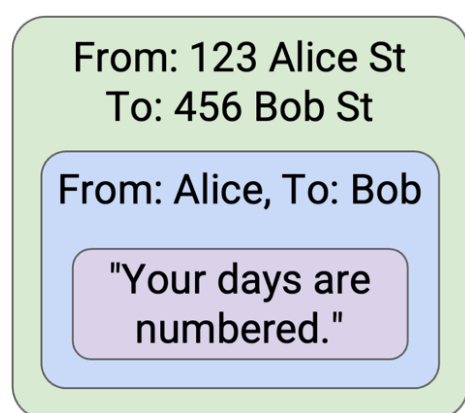 From: 123 Alice St
To: 456 Bob St
From: Alice, To: Bob
"Your days are
numbered."